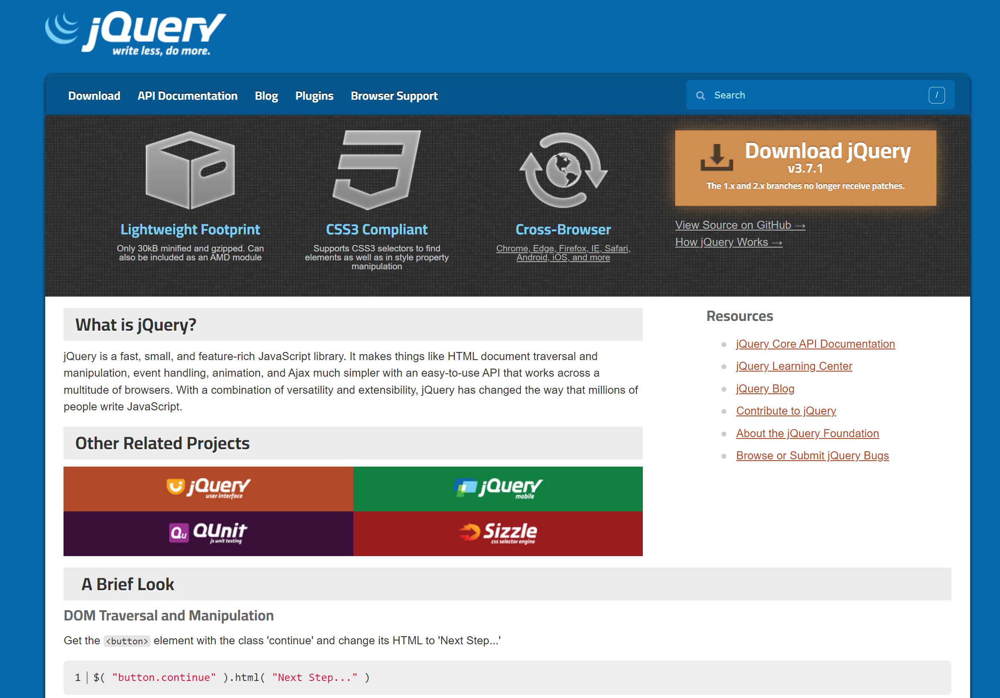 jQuery
write less, do more.
Download API Documentation Blog Plugins Browser Support
Search /
Lightweight Footprint
Only 30kB minified and gzipped. Can
also be included as an AMD module
CSS3 Compliant
Supports CSS3 selectors to find
elements as well as in style property
manipulation
Cross-Browser
Chrome, Edge, Firefox, IE, Safari,
Android, iOS, and more
Download jQuery
v3.7.1
The 1.x and 2.x branches no longer receive patches.
View Source on GitHub →
How jQuery Works →
What is jQuery?
jQuery is a fast, small, and feature-rich JavaScript library. It makes things like HTML document traversal and
manipulation, event handling, animation, and Ajax much simpler with an easy-to-use API that works across a
multitude of browsers. With a combination of versatility and extensibility, jQuery has changed the way that millions of
people write JavaScript.
Resources
jQuery Core API Documentation
jQuery Learning Center
jQuery Blog
Contribute to jQuery
About the jQuery Foundation
Browse or Submit jQuery Bugs
Other Related Projects
jQuery
user interface
jQuery
mobile
Qu QUnit
js unit testing
Sizzle
css selector engine
A Brief Look
DOM Traversal and Manipulation
Get the <button> element with the class 'continue' and change its HTML to 'Next Step...'
1 $( "button.continue" ).html( "Next Step..." )